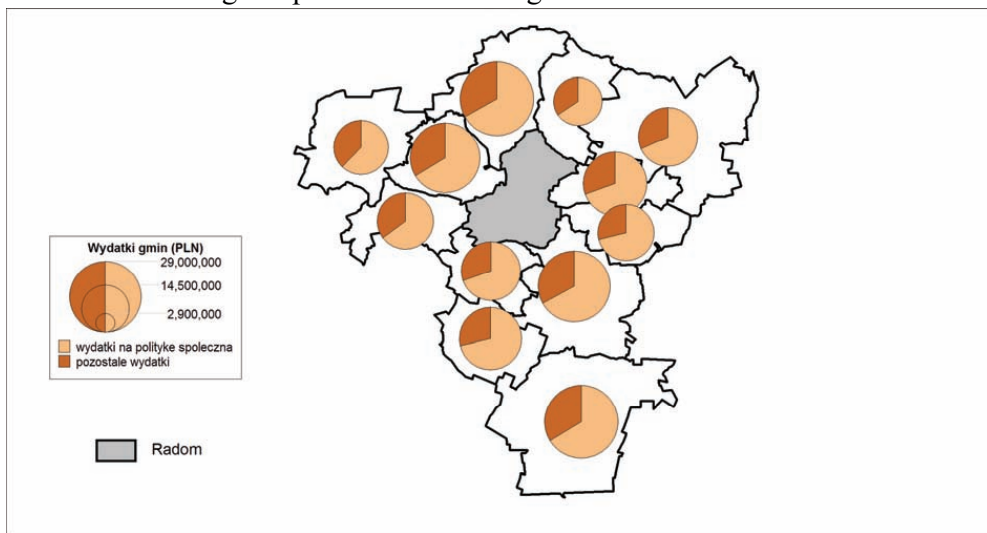 Wydatki gmin (PLN)
29,000,000
14,500,000
2,900,000
wydatki na polityke spoleczna
pozostale wydatki
Radom